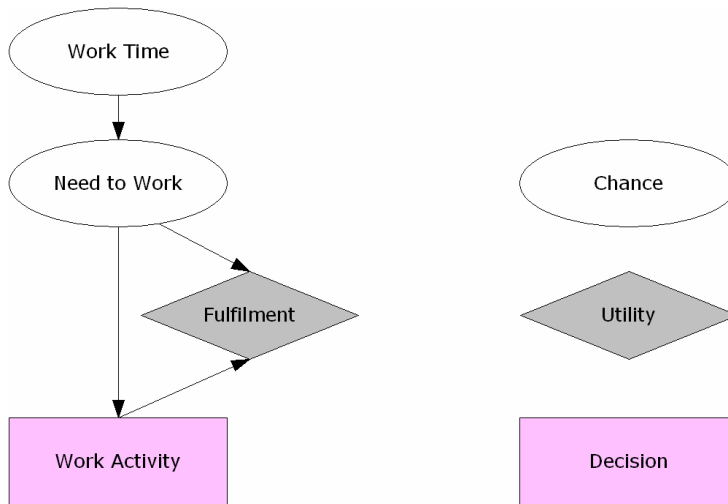 Work Time
Need to Work
Chance
Fulfilment
Utility
Work Activity
Decision